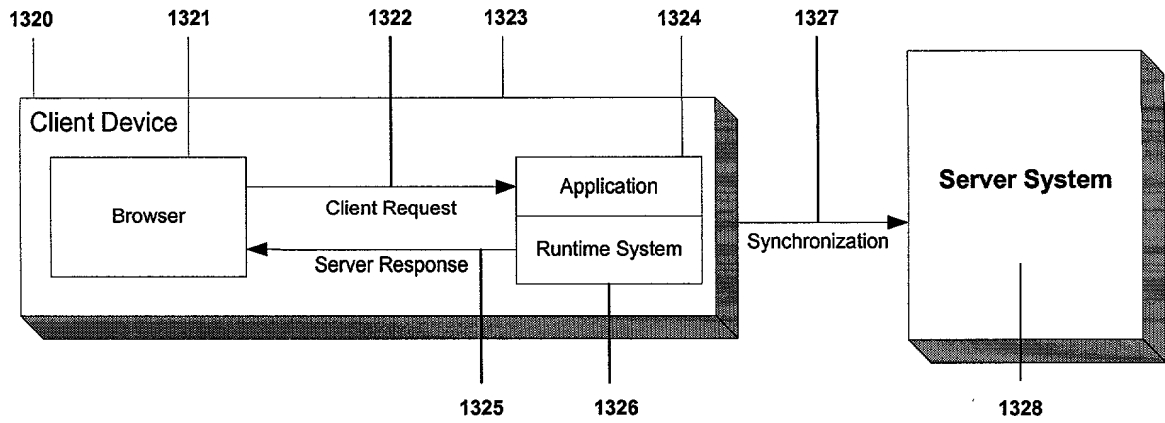 1320 1321 1322 1323 1324 1327
Client Device
Browser
Client Request
Server Response
Application
Runtime System
Synchronization
Server System
1325 1326 1328